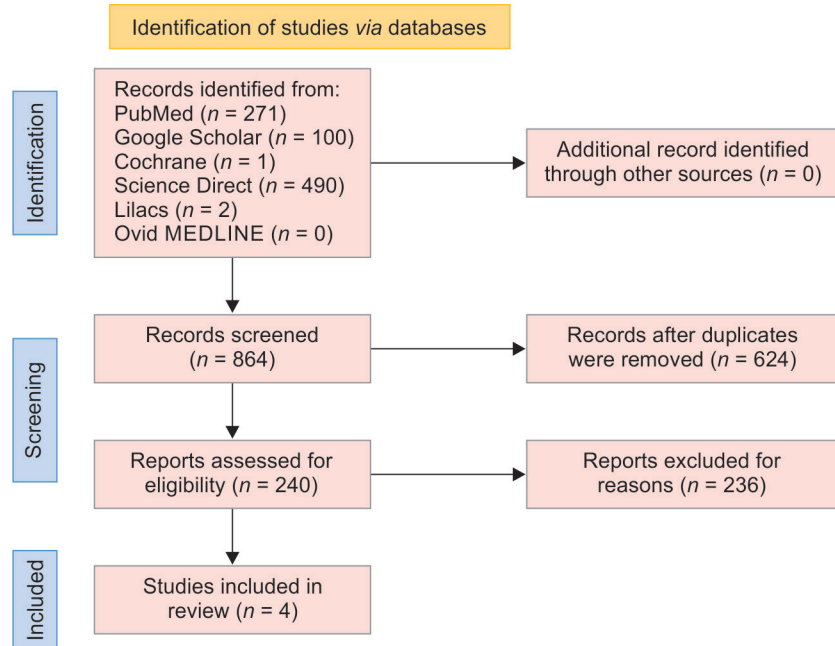 Identification of studies via databases
Identification
Records identified from:
PubMed (n = 271)
Google Scholar (n = 100)
Cochrane (n = 1)
Science Direct (n = 490)
Lilacs (n = 2)
Ovid MEDLINE (n = 0)
Additional record identified
through other sources (n = 0)
Screening
Records screened
(n = 864)
Records after duplicates
were removed (n = 624)
Reports assessed for
eligibility (n = 240)
Reports excluded for
reasons (n = 236)
Included
Studies included in
review (n = 4)